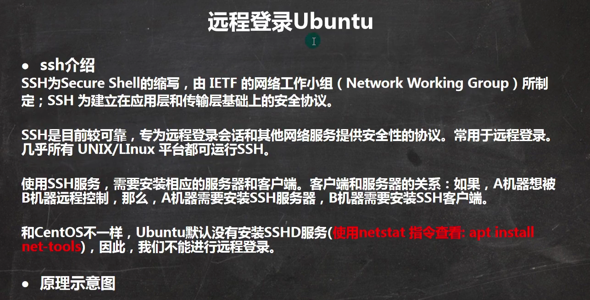 远程登录Ubuntu
● ssh介绍
SSH为Secure Shell的缩写，由 IETF 的网络工作小组（Network Working Group）所制
定；SSH 为建立在应用层和传输层基础上的安全协议。
SSH是目前较可靠，专为远程登录会话和其他网络服务提供安全性的协议。常用于远程登录。
几乎所有 UNIX/LInux 平台都可运行SSH。
使用SSH服务，需要安装相应的服务器和客户端。客户端和服务器的关系：如果，A机器想被
B机器远程控制，那么，A机器需要安装SSH服务器，B机器需要安装SSH客户端。
和CentOS不一样，Ubuntu默认没有安装SSHD服务(使用netstat 指令查看: apt install
net-tools)，因此，我们不能进行远程登录。
● 原理示意图